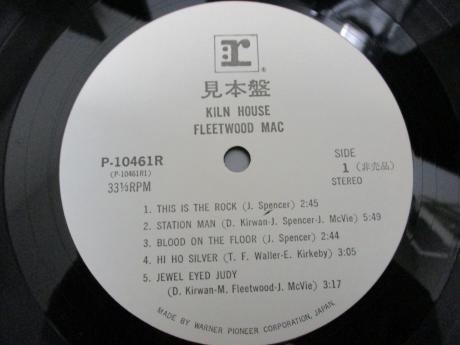 r
®
見本盤
KILN HOUSE
FLEETWOOD MAC
P-10461R
(P-10461R1)
33⅓RPM
SIDE
1 (非売品)
STEREO
1. THIS IS THE ROCK (J. Spencer) 2:45
2. STATION MAN (D. Kirwan-J. Spencer-J. McVie) 5:49
3. BLOOD ON THE FLOOR (J. Spencer) 2:44
4. HI HO SILVER (T. F. Waller-E. Kirkeby) 3:05
5. JEWEL EYED JUDY
(D. Kirwan-M. Fleetwood-J. McVie) 3:17
MADE BY WARNER PIONEER CORPORATION, JAPAN.